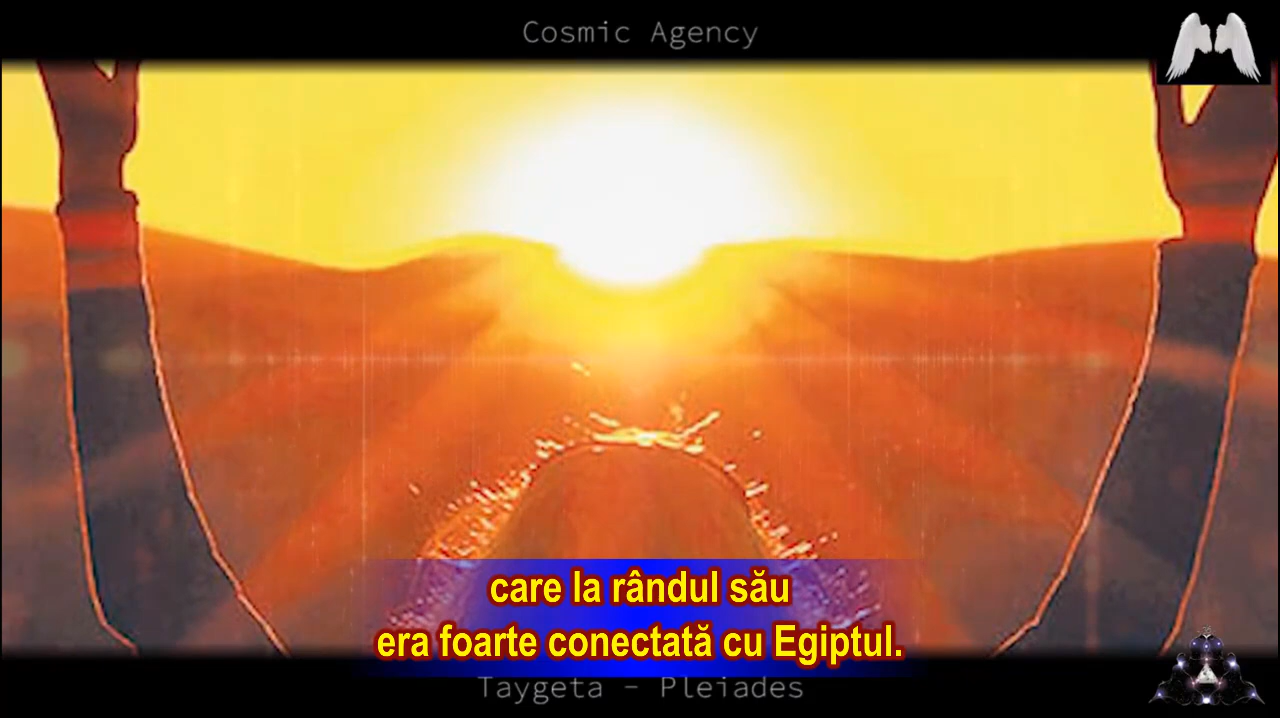 Cosmic Agency
care la rândul său
era foarte conectată cu Egiptul.
Taygeta - Pleiades